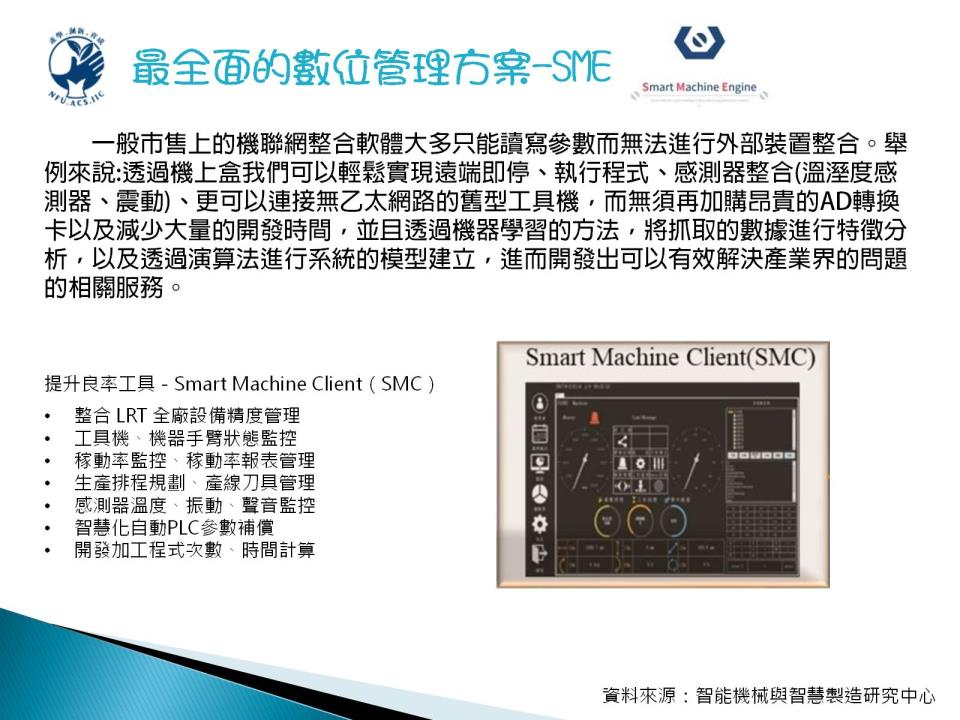 產學·創新·育成
NFU.ACS.IIC
最全面的數位管理方案-SME
Smart Machine Engine
一般市售上的機聯網整合軟體大多只能讀寫參數而無法進行外部裝置整合。舉
例來說:透過機上盒我們可以輕鬆實現遠端即停、執行程式、感測器整合(溫溼度感
測器、震動)、更可以連接無乙太網路的舊型工具機，而無須再加購昂貴的AD轉換
卡以及減少大量的開發時間，並且透過機器學習的方法，將抓取的數據進行特徵分
析，以及透過演算法進行系統的模型建立，進而開發出可以有效解決產業界的問題
的相關服務。
提升良率工具 - Smart Machine Client ( SMC )
• 整合 LRT 全廠設備精度管理
• 工具機、機器手臂狀態監控
• 稼動率監控、稼動率報表管理
• 生產排程規劃、產線刀具管理
• 感測器溫度、振動、聲音監控
• 智慧化自動PLC參數補償
• 開發加工程式次數、時間計算
Smart Machine Client(SMC)
資料來源：智能機械與智慧製造研究中心